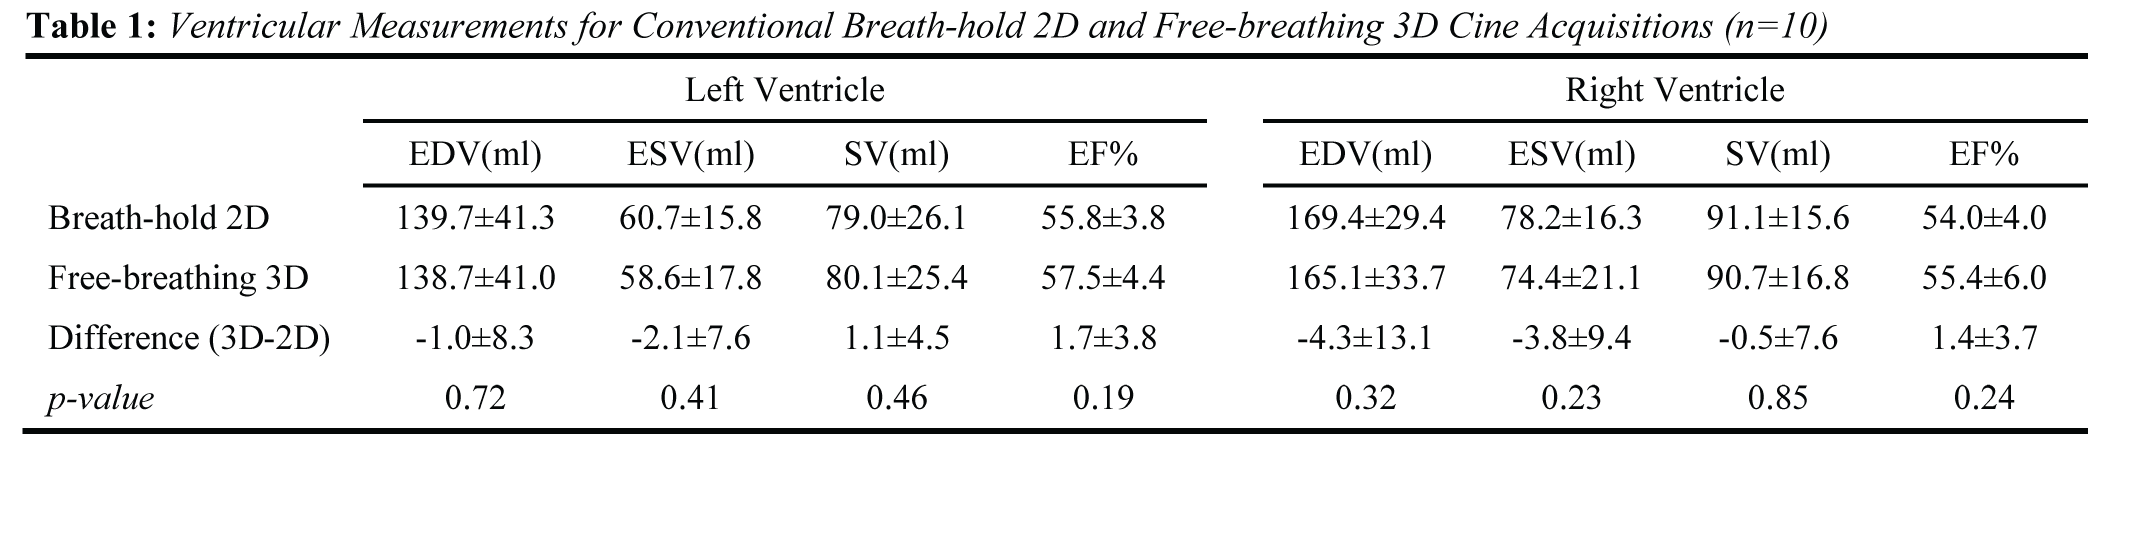 Table 1: Ventricular Measurements for Conventional Breath-hold 2D and Free-breathing 3D Cine Acquisitions (n=10)
Left Ventricle Right Ventricle
EDV(ml) ESV(ml) SV(ml) EF% EDV(ml) ESV(ml) SV(ml) EF%
Breath-hold 2D 139.7±41.3 60.7±15.8 79.0±26.1 55.8±3.8 169.4±29.4 78.2±16.3 91.1±15.6 54.0±4.0
Free-breathing 3D 138.7±41.0 58.6±17.8 80.1±25.4 57.5±4.4 165.1±33.7 74.4±21.1 90.7±16.8 55.4±6.0
Difference (3D-2D) -1.0±8.3 -2.1±7.6 1.1±4.5 1.7±3.8 -4.3±13.1 -3.8±9.4 -0.5±7.6 1.4±3.7
p-value 0.72 0.41 0.46 0.19 0.32 0.23 0.85 0.24